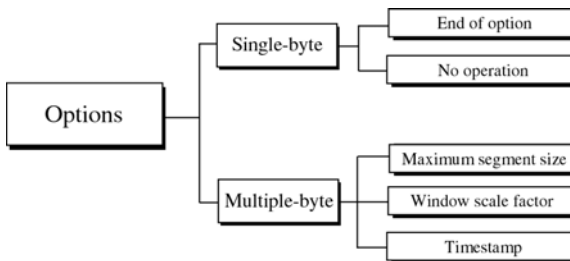 Options
Single-byte
End of option
No operation
Multiple-byte
Maximum segment size
Window scale factor
Timestamp